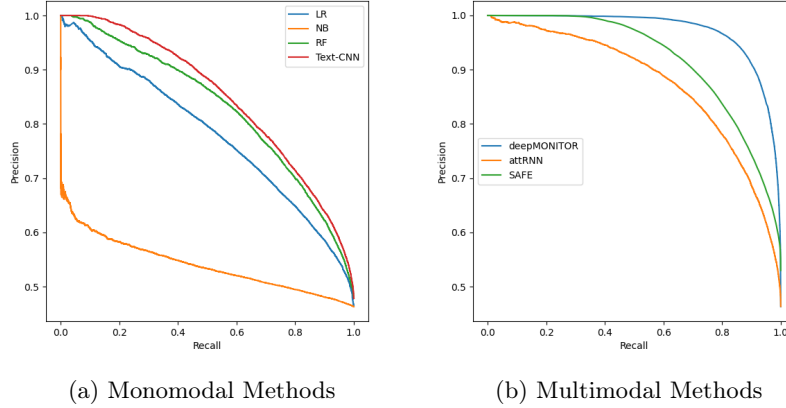 1.0
0.9
0.8
0.7
0.6
0.5
Precision
0.0 0.2 0.4 0.6 0.8 1.0
Recall
LR
NB
RF
Text-CNN
(a) Monomodal Methods
1.0
0.9
0.8
0.7
0.6
0.5
Precision
0.0 0.2 0.4 0.6 0.8 1.0
Recall
deepMONITOR
attRNN
SAFE
(b) Multimodal Methods